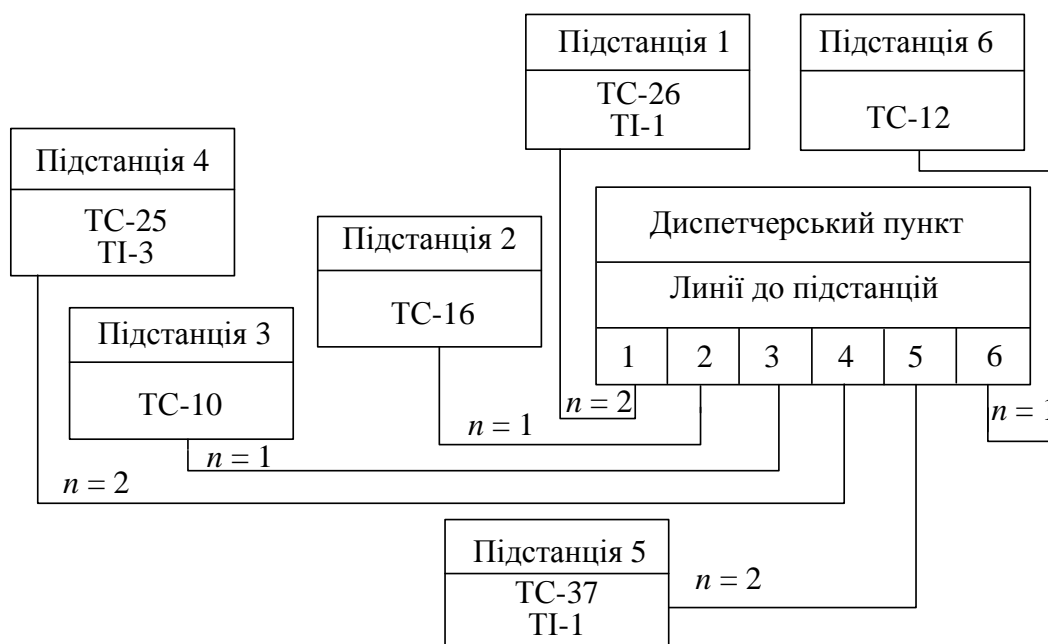 Підстанція 1
ТС-26
ТІ-1
Підстанція 6
ТС-12
Підстанція 4
ТС-25
ТІ-3
Підстанція 2
ТС-16
Підстанція 3
ТС-10
Диспетчерський пункт
Линії до підстанцій
1 2 3 4 5 6
n = 2
n = 1
n = 1
n = 1
n = 2
Підстанція 5
ТС-37
ТІ-1
n = 2